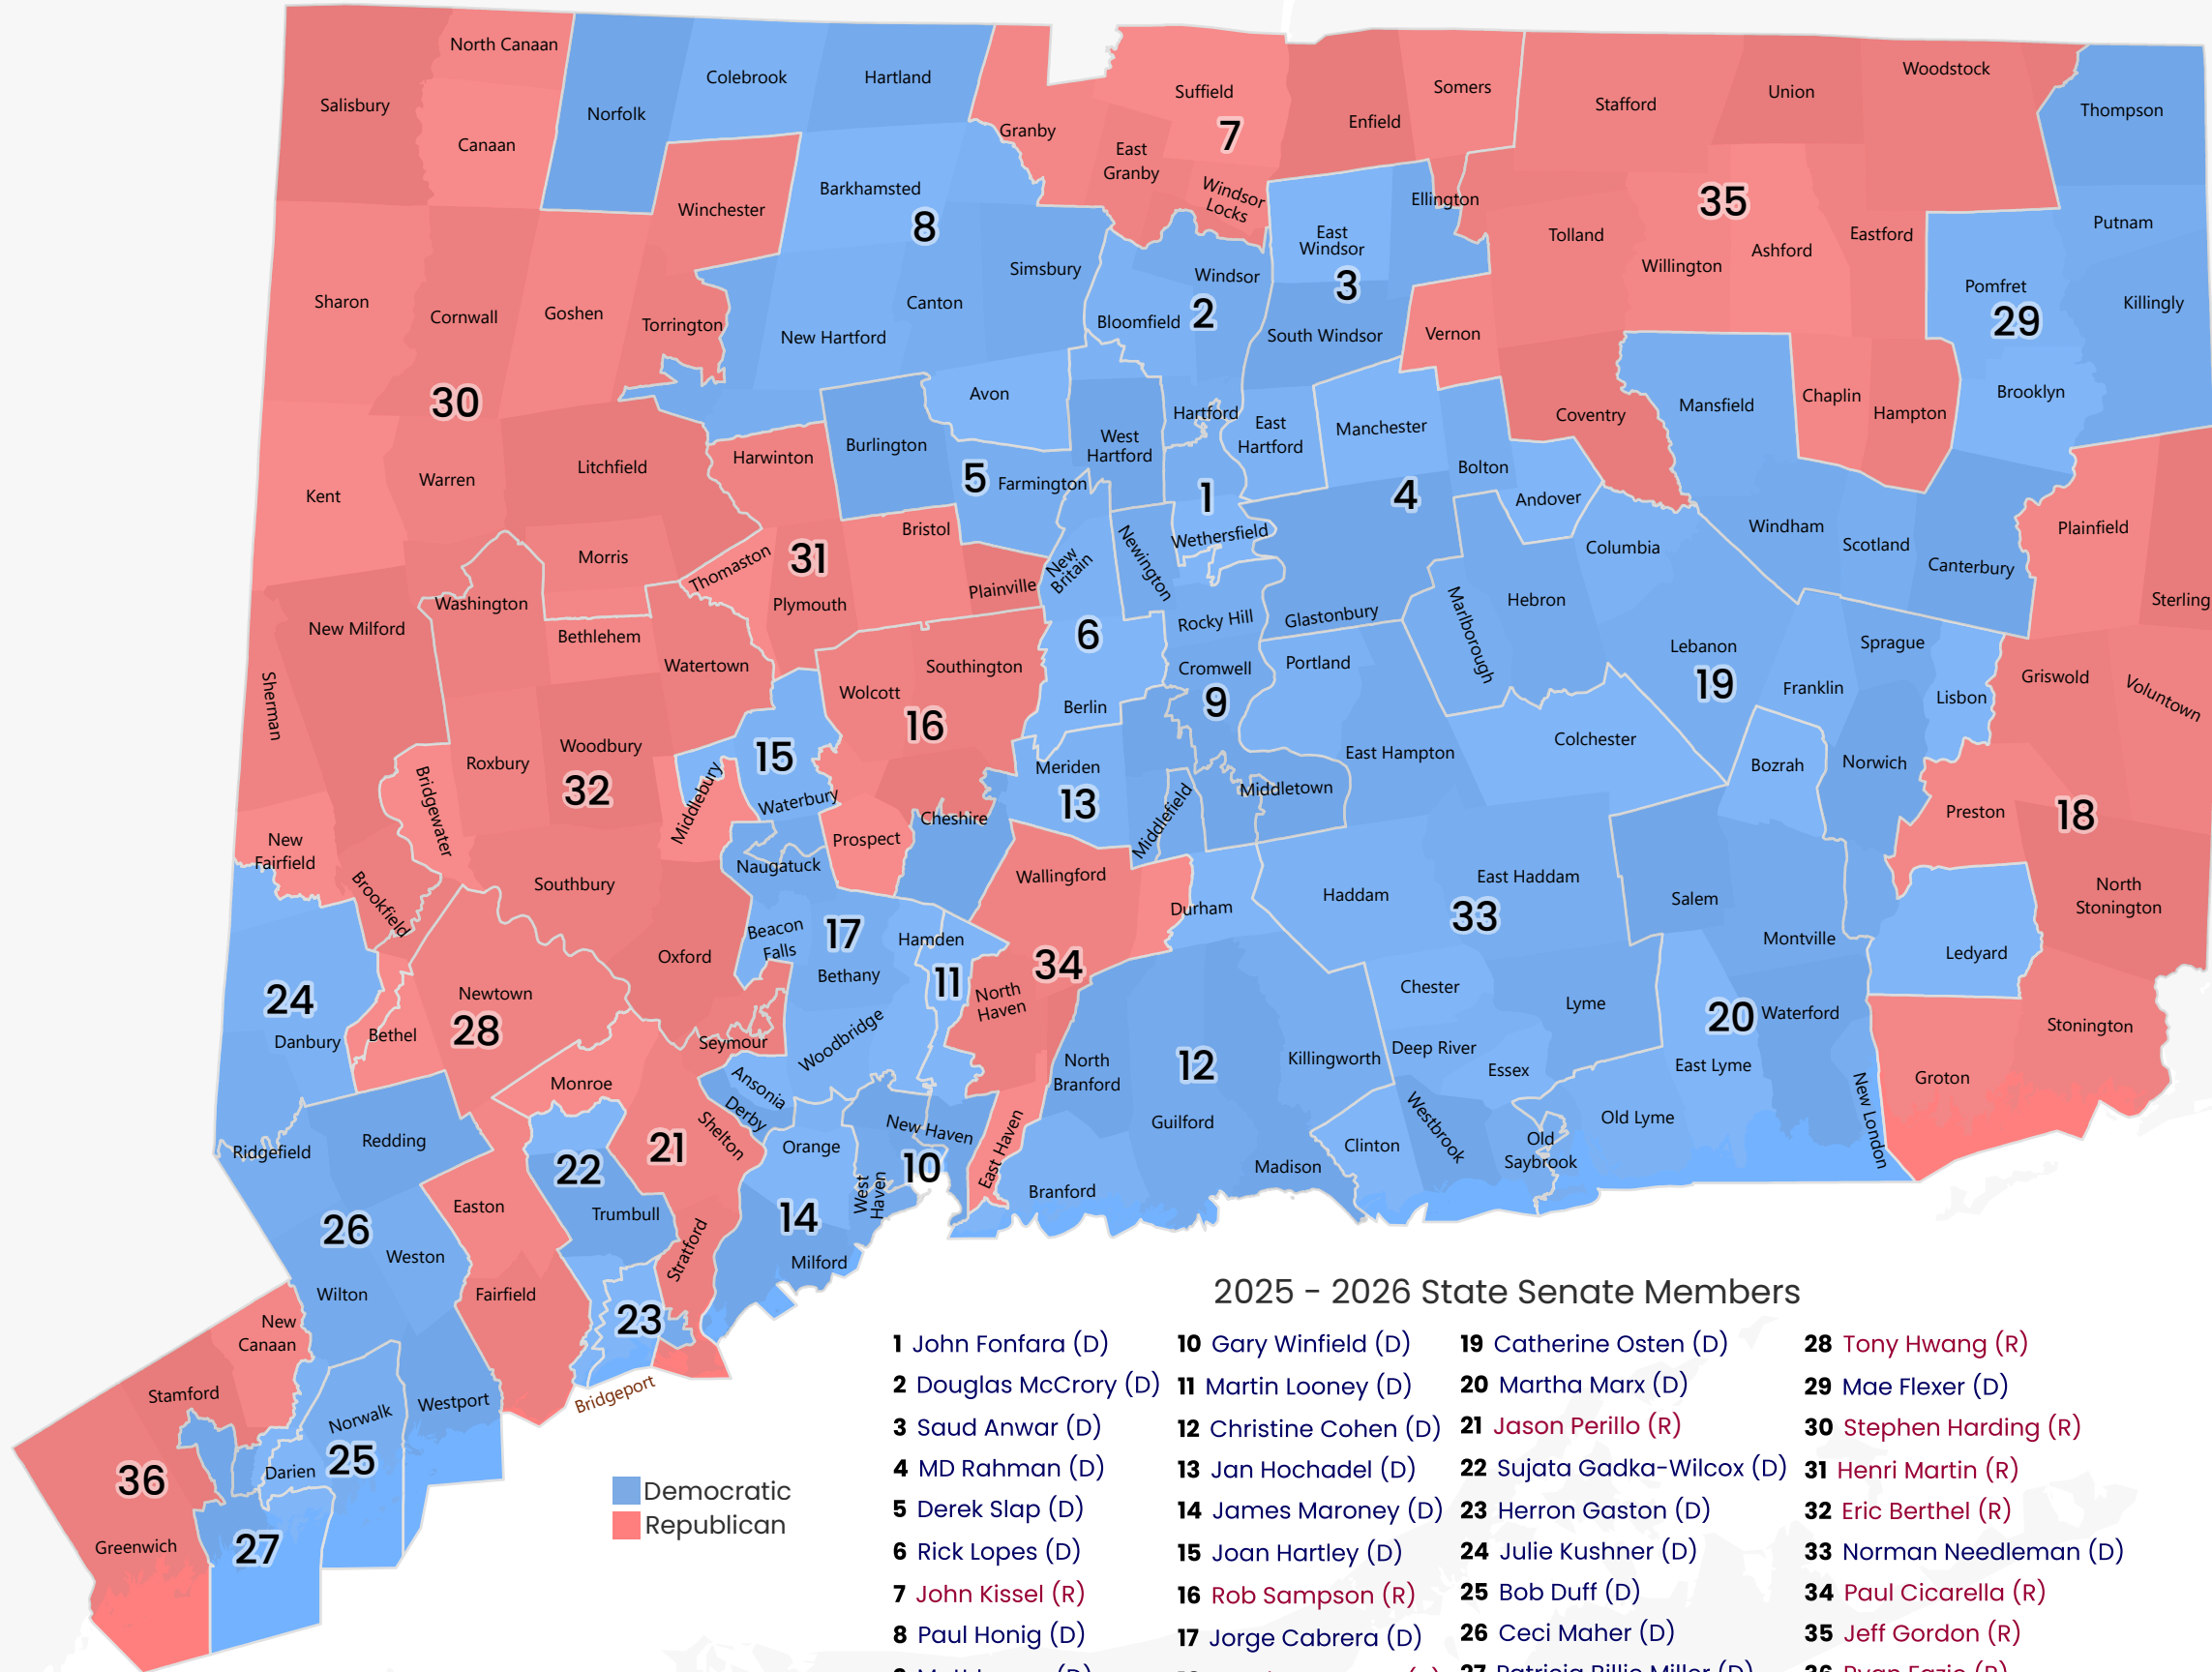 North Canaan
Colebrook
Hartland
Woodstock
Suffield
Somers
Union
Salisbury
Norfolk
Stafford
Thompson
7
Enfield
Canaan
Granby
East
Granby
Barkhamsted
Windsor
Locks
Ellington
35
Winchester
8
East
Windsor
Tolland
Ashford
Eastford
Putnam
Simsbury
Windsor
Willington
Pomfret
Sharon
Cornwall
Goshen
Torrington
Canton
3
2
29
Killingly
New Hartford
Bloomfield
South Windsor
Vernon
30
Avon
Hartford
Mansfield
Chaplin
Hampton
Brooklyn
Coventry
Burlington
West
Hartford
East
Hartford
Manchester
Harwinton
Litchfield
Warren
Kent
5
Farmington
1
4
Bolton
Andover
Bristol
Wethersfield
Windham
Plainfield
Morris
Thomaston
31
Newington
New
Britain
Columbia
Scotland
Canterbury
Washington
Plymouth
Plainville
Hebron
Sterling
New Milford
Bethlehem
6
Rocky Hill
Glastonbury
Marlborough
Lebanon
Sprague
Watertown
Southington
Cromwell
Portland
19
Franklin
Lisbon
Griswold
Voluntown
Sherman
Wolcott
16
Berlin
9
Roxbury
Woodbury
32
15
Meriden
East Hampton
Colchester
Bozrah
Norwich
Bridgewater
Middlebury
Waterbury
13
Middlefield
Middletown
Preston
18
New
Fairfield
Prospect
Cheshire
Naugatuck
Brookfield
Southbury
Wallingford
Durham
Haddam
East Haddam
33
Salem
North
Stonington
Beacon
Falls
17
Hamden
Oxford
Montville
Ledyard
Bethany
11
34
24
Newtown
28
North
Haven
Chester
Lyme
20
Waterford
Stonington
Danbury
Bethel
Seymour
Woodbridge
North
Branford
12
Killingworth
Deep River
Essex
East Lyme
Groton
Monroe
Ansonia
Derby
New London
Ridgefield
Redding
21
Shelton
Orange
New Haven
East Haven
Guilford
Westbrook
Old Lyme
22
10
Madison
Clinton
Old
Saybrook
Easton
Trumbull
West
Haven
Branford
26
Weston
Stratford
14
Milford
Wilton
Fairfield
23
New
Canaan
Stamford
Westport
Bridgeport
Norwalk
36
Darien
25
Greenwich
27
Democratic
Republican
2025 - 2026 State Senate Members
1 John Fonfara (D)
2 Douglas McCrory (D)
3 Saud Anwar (D)
4 MD Rahman (D)
5 Derek Slap (D)
6 Rick Lopes (D)
7 John Kissel (R)
8 Paul Honig (D)
10 Gary Winfield (D)
11 Martin Looney (D)
12 Christine Cohen (D)
13 Jan Hochadel (D)
14 James Maroney (D)
15 Joan Hartley (D)
16 Rob Sampson (R)
17 Jorge Cabrera (D)
19 Catherine Osten (D)
20 Martha Marx (D)
21 Jason Perillo (R)
22 Sujata Gadka-Wilcox (D)
23 Herron Gaston (D)
24 Julie Kushner (D)
25 Bob Duff (D)
26 Ceci Maher (D)
27 Patricia Billie Miller (D)
28 Tony Hwang (R)
29 Mae Flexer (D)
30 Stephen Harding (R)
31 Henri Martin (R)
32 Eric Berthel (R)
33 Norman Needleman (D)
34 Paul Cicarella (R)
35 Jeff Gordon (R)
36 Ryan Fazio (R)